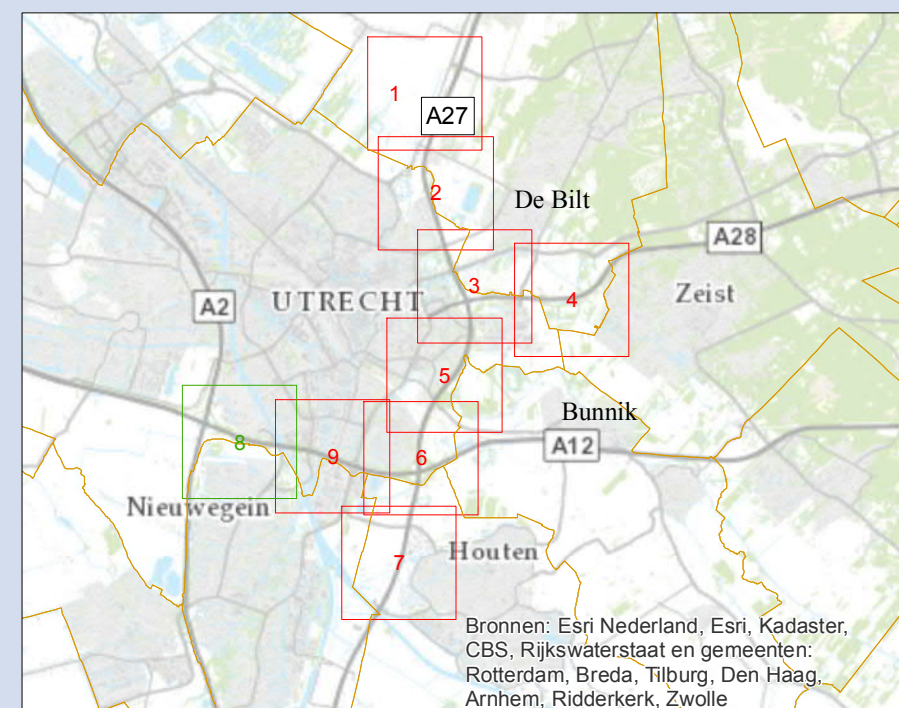 1
A27
2
De Bilt
A28
3
4
Zeist
A2
UTRECHT
5
Bunnik
8
9
6
A12
Nieuwegein
Houten
7
Bronnen: Esri Nederland, Esri, Kadaster,
CBS, Rijkswaterstaat en gemeenten:
Rotterdam, Breda, Tilburg, Den Haag,
Arnhem, Ridderkerk, Zwolle